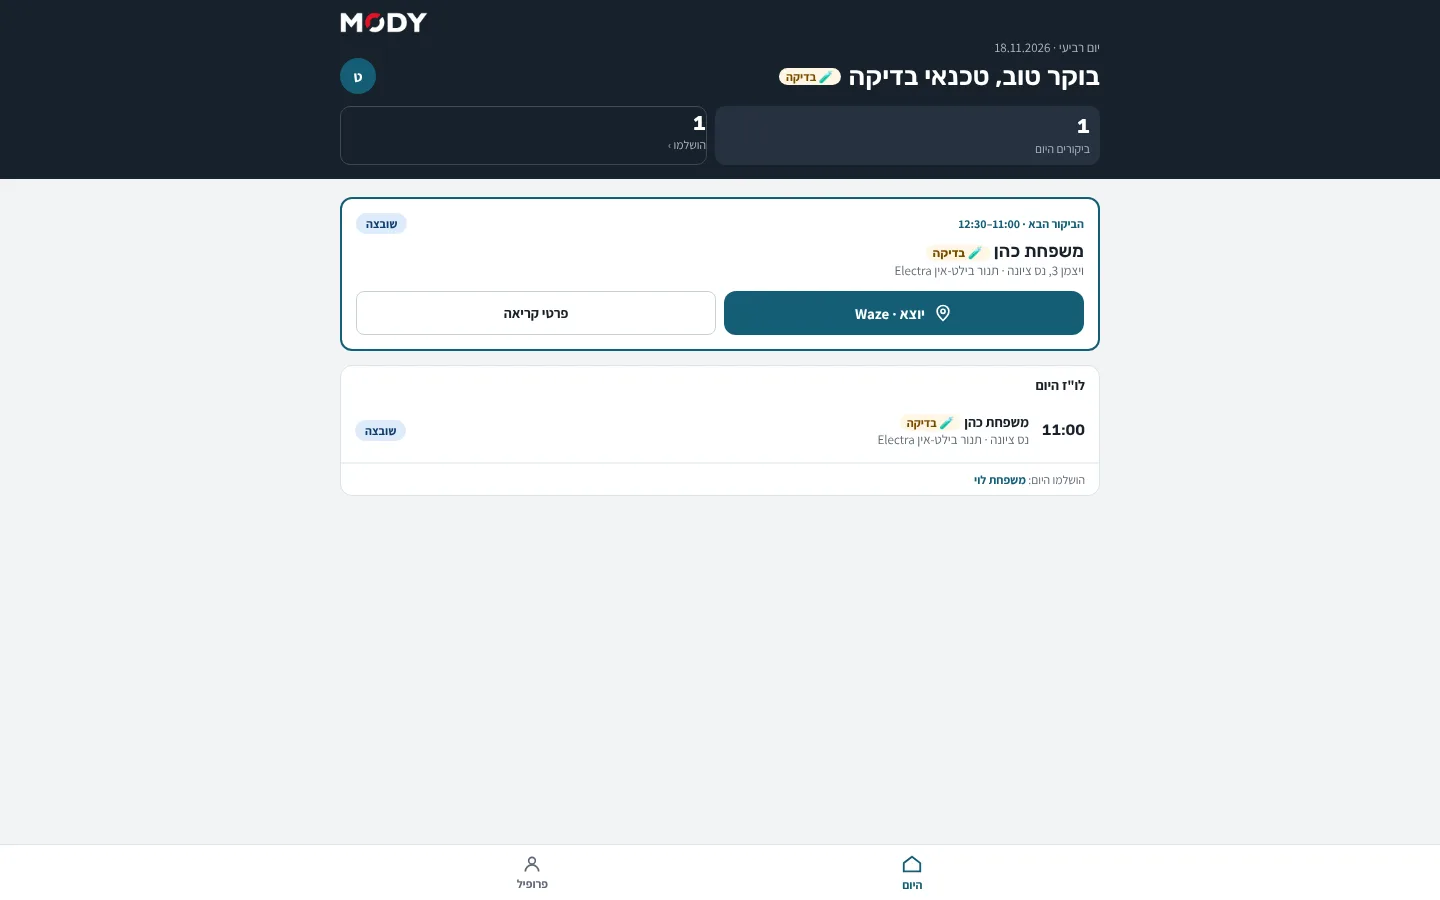 MODY
יום רביעי · 18.11.2026
בוקר טוב, טכנאי בדיקה 🧪 בדיקה
ט
1
ביקורים היום
1
הושלמו ›
הביקור הבא · 11:00–12:30
שובצה
משפחת כהן 🧪 בדיקה
ויצמן 3, נס ציונה · תנור בילט-אין Electra
יוצא · Waze
פרטי קריאה
לו"ז היום
11:00
משפחת כהן 🧪 בדיקה
נס ציונה · תנור בילט-אין Electra
שובצה
הושלמו היום: משפחת לוי
היום
פרופיל